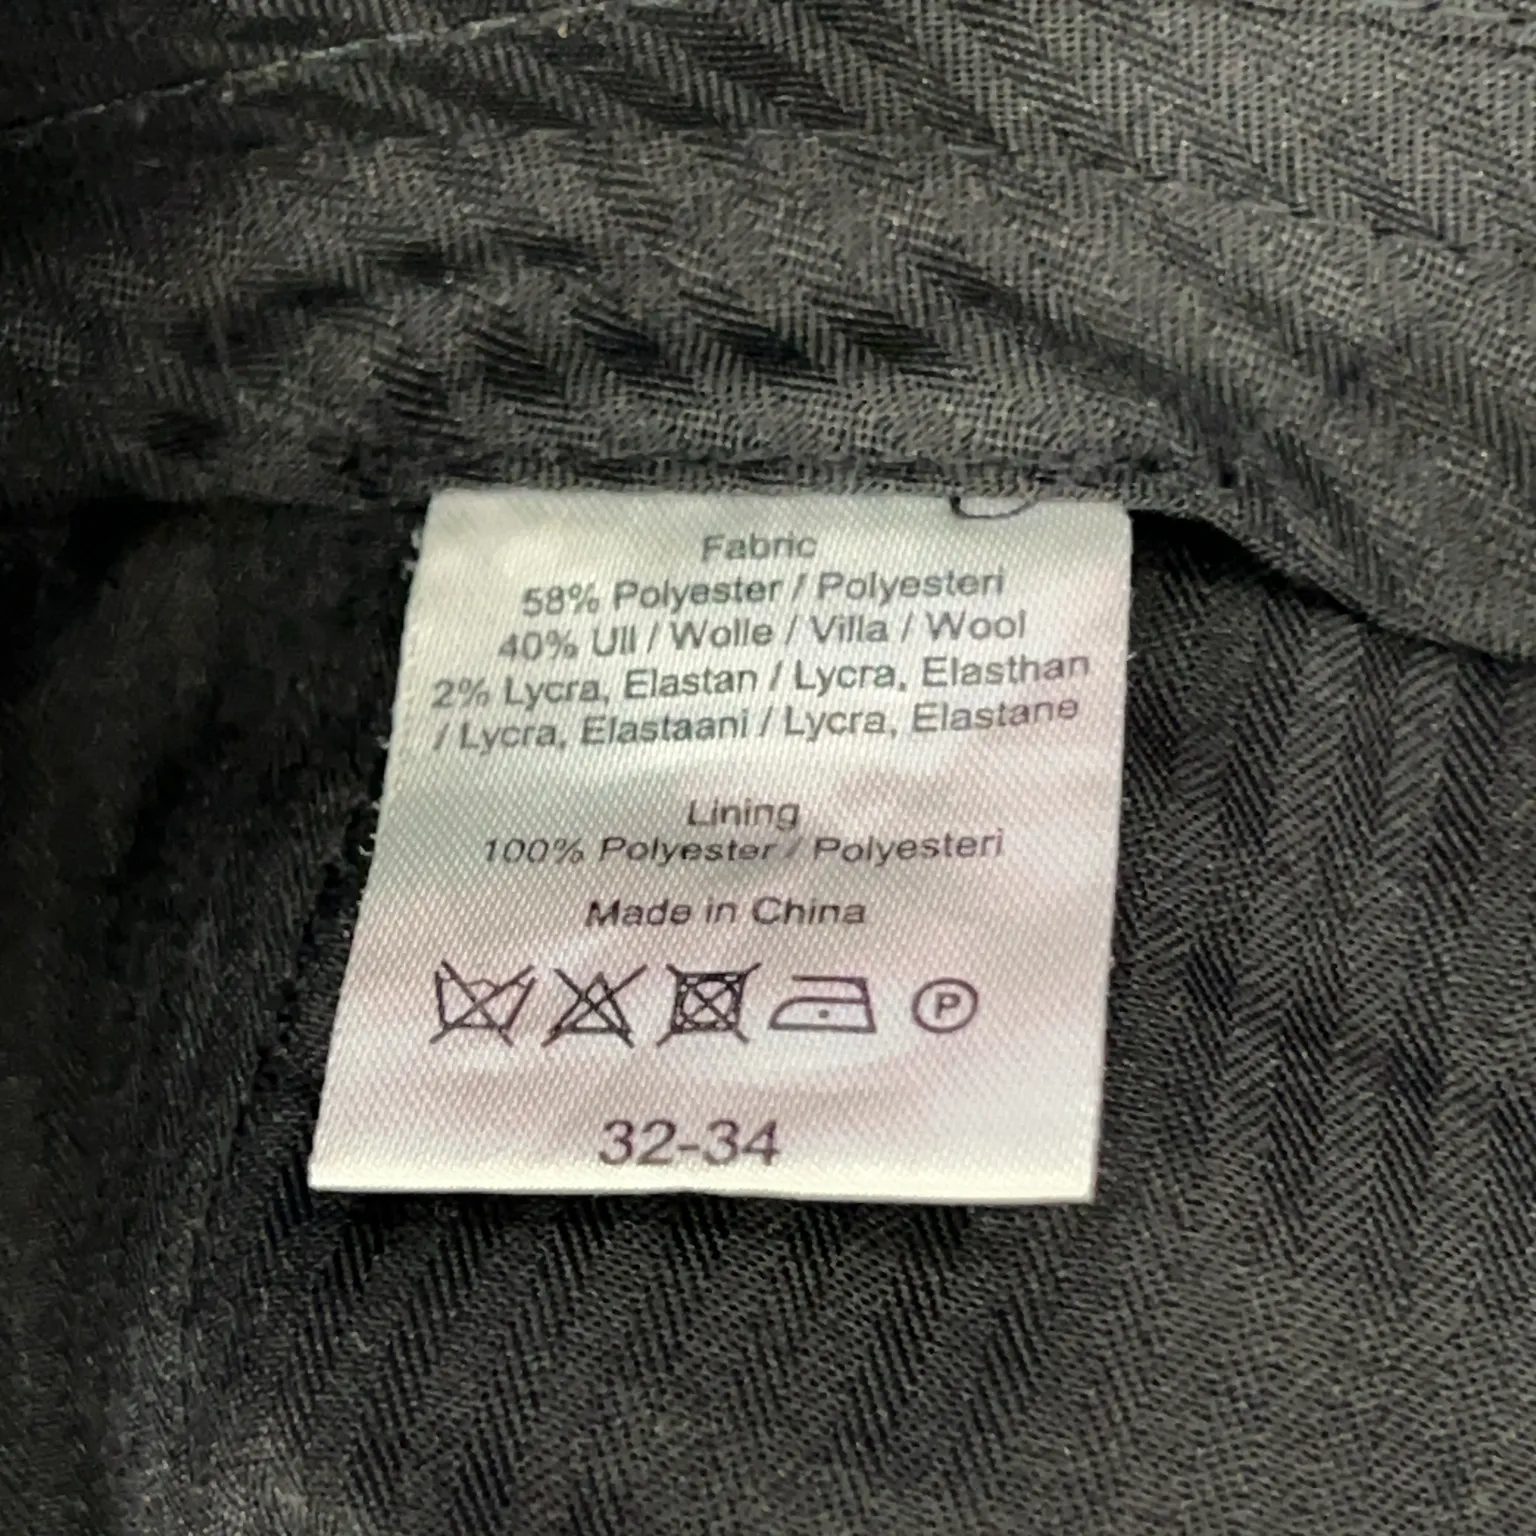 Fabric
58% Polyester / Polyesteri
40% Ull / Wolle / Villa / Wool
2% Lycra, Elastan / Lycra, Elasthan
/ Lycra, Elastaani / Lycra, Elastane
Lining
100% Polyester / Polyesteri
Made in China
P
32-34